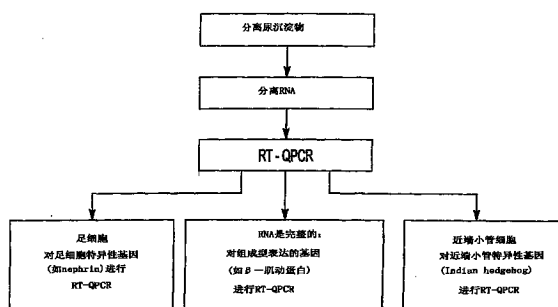 分离尿沉淀物
分离RNA
RT-QPCR
足细胞
对足细胞特异性基因
(如nephrin)进行
RT-QPCR
RNA是完整的:
对组成型表达的基因
(如β-肌动蛋白)
进行RT-QPCR
近端小管细胞
对近端小管特异性基因
(Indian hedgehog)
进行RT-QPCR